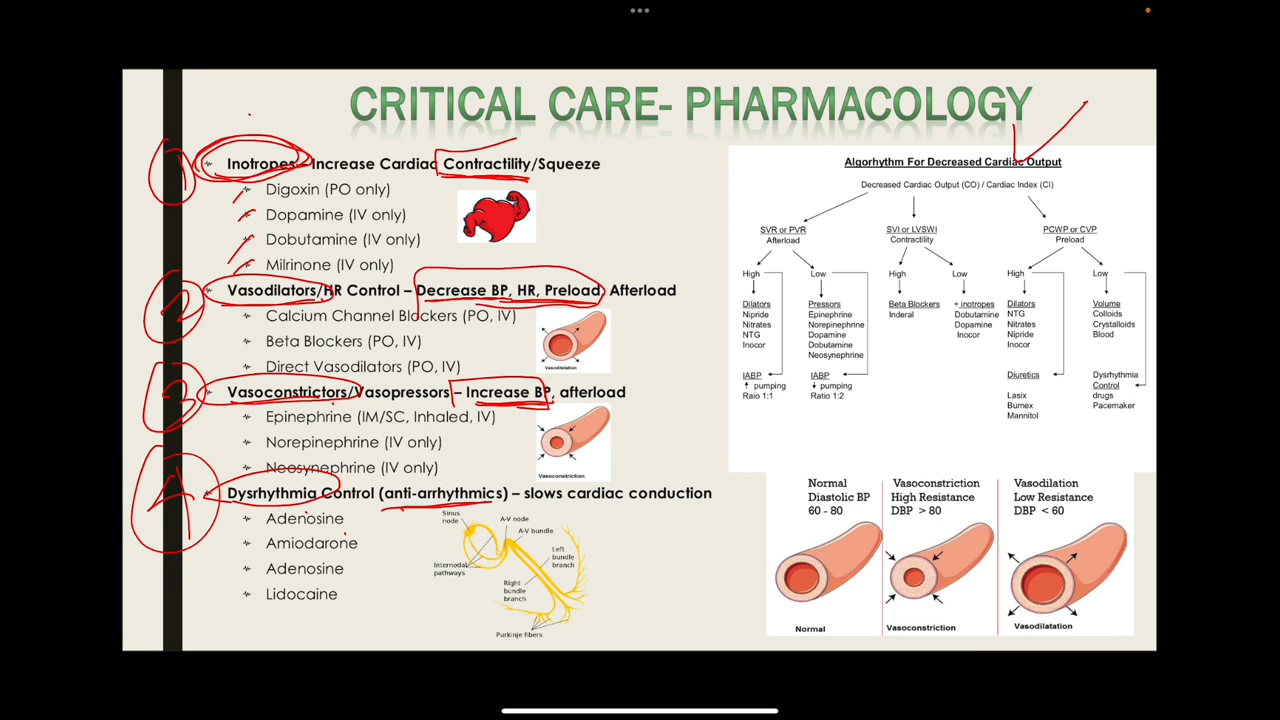 CRITICAL CARE- PHARMACOLOGY
Inotropes – Increase Cardiac Contractility/Squeeze
Digoxin (PO only)
Dopamine (IV only)
Dobutamine (IV only)
Milrinone (IV only)
Vasodilators/HR Control – Decrease BP, HR, Preload, Afterload
Calcium Channel Blockers (PO, IV)
Beta Blockers (PO, IV)
Direct Vasodilators (PO, IV)
Vasodilatation
Vasoconstrictors/Vasopressors – Increase BP, afterload
Epinephrine (IM/SC, Inhaled, IV)
Norepinephrine (IV only)
Neosynephrine (IV only)
Vasoconstriction
Dysrhythmia Control (anti-arrhythmics) – slows cardiac conduction
Adenosine
Amiodarone
Adenosine
Lidocaine
Sinus
node
A-V node
A-V bundle
Left
bundle
branch
Internodal
pathways
Right
bundle
branch
Purkinje fibers
1
2
3
4
Algorhythm For Decreased Cardiac Output
Decreased Cardiac Output (CO) / Cardiac Index (CI)
SVR or PVR
Afterload
SVI or LVSWI
Contractility
PCWP or CVP
Preload
High
Low
High
Low
High
Low
Dilators
Nipride
Nitrates
NTG
Inocor
Pressors
Epinephrine
Norepinephrine
Dopamine
Dobutamine
Neosynephrine
Beta Blockers
Inderal
+ inotropes
Dobutamine
Dopamine
Inocor
Dilators
NTG
Nitrates
Nipride
Inocor
Volume
Colloids
Crystalloids
Blood
IABP
↑ pumping
Raio 1:1
IABP
↓ pumping
Ratio 1:2
Diuretics
Lasix
Bumex
Mannitol
Dysrhythmia
Control
drugs
Pacemaker
Normal
Diastolic BP
60 - 80
Vasoconstriction
High Resistance
DBP > 80
Vasodilation
Low Resistance
DBP < 60
Normal
Vasoconstriction
Vasodilatation